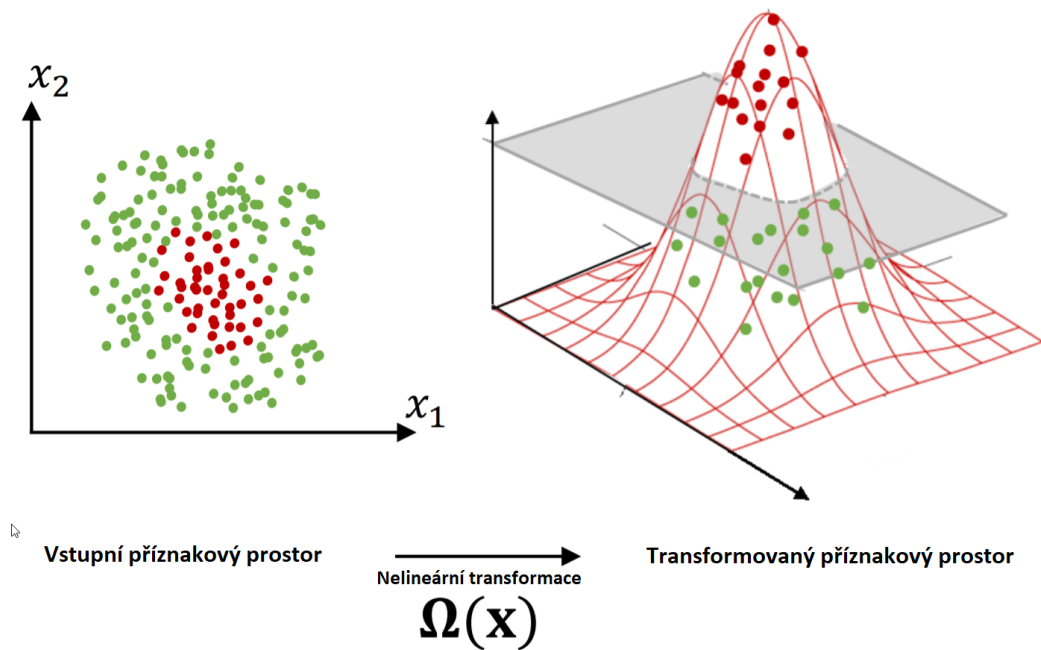 x₂
x₁
Vstupní příznakový prostor
Nelineární transformace
Ω(x)
Transformovaný příznakový prostor